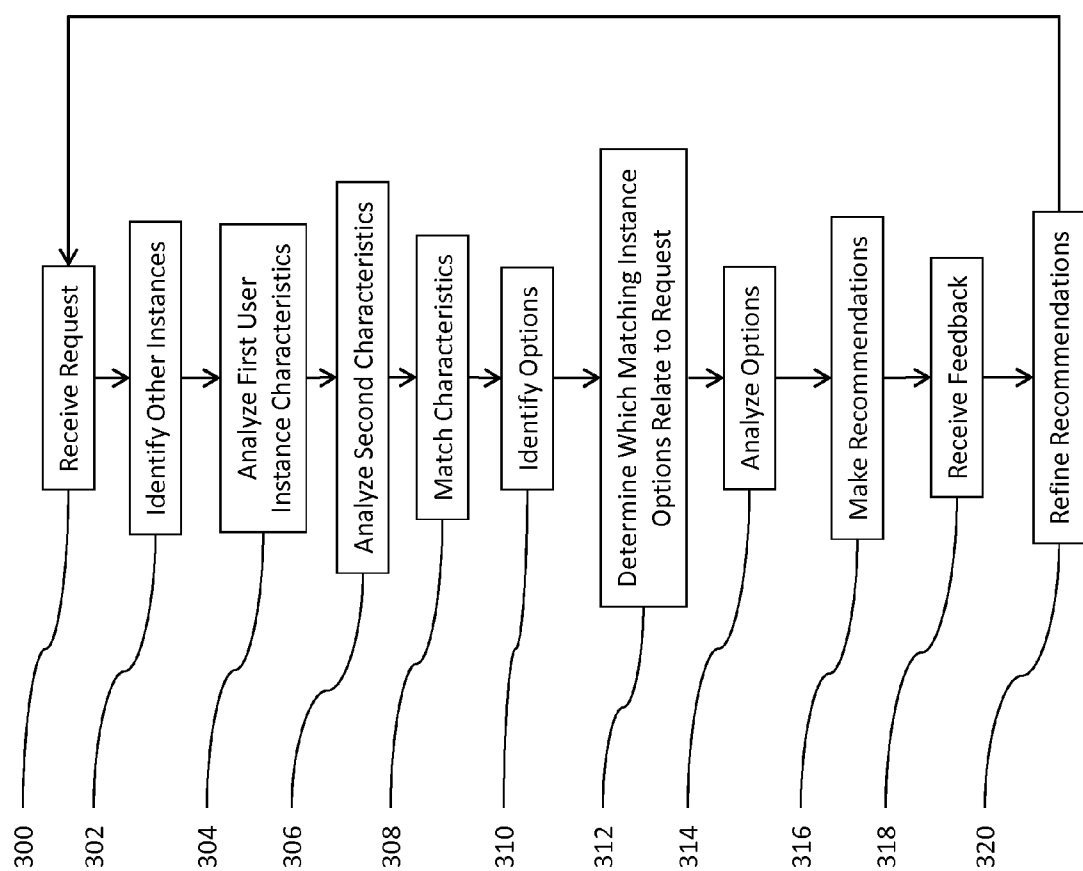 300
Receive Request
302
Identify Other Instances
304
Analyze First User
Instance Characteristics
306
Analyze Second Characteristics
308
Match Characteristics
310
Identify Options
312
Determine Which Matching Instance
Options Relate to Request
314
Analyze Options
316
Make Recommendations
318
Receive Feedback
320
Refine Recommendations